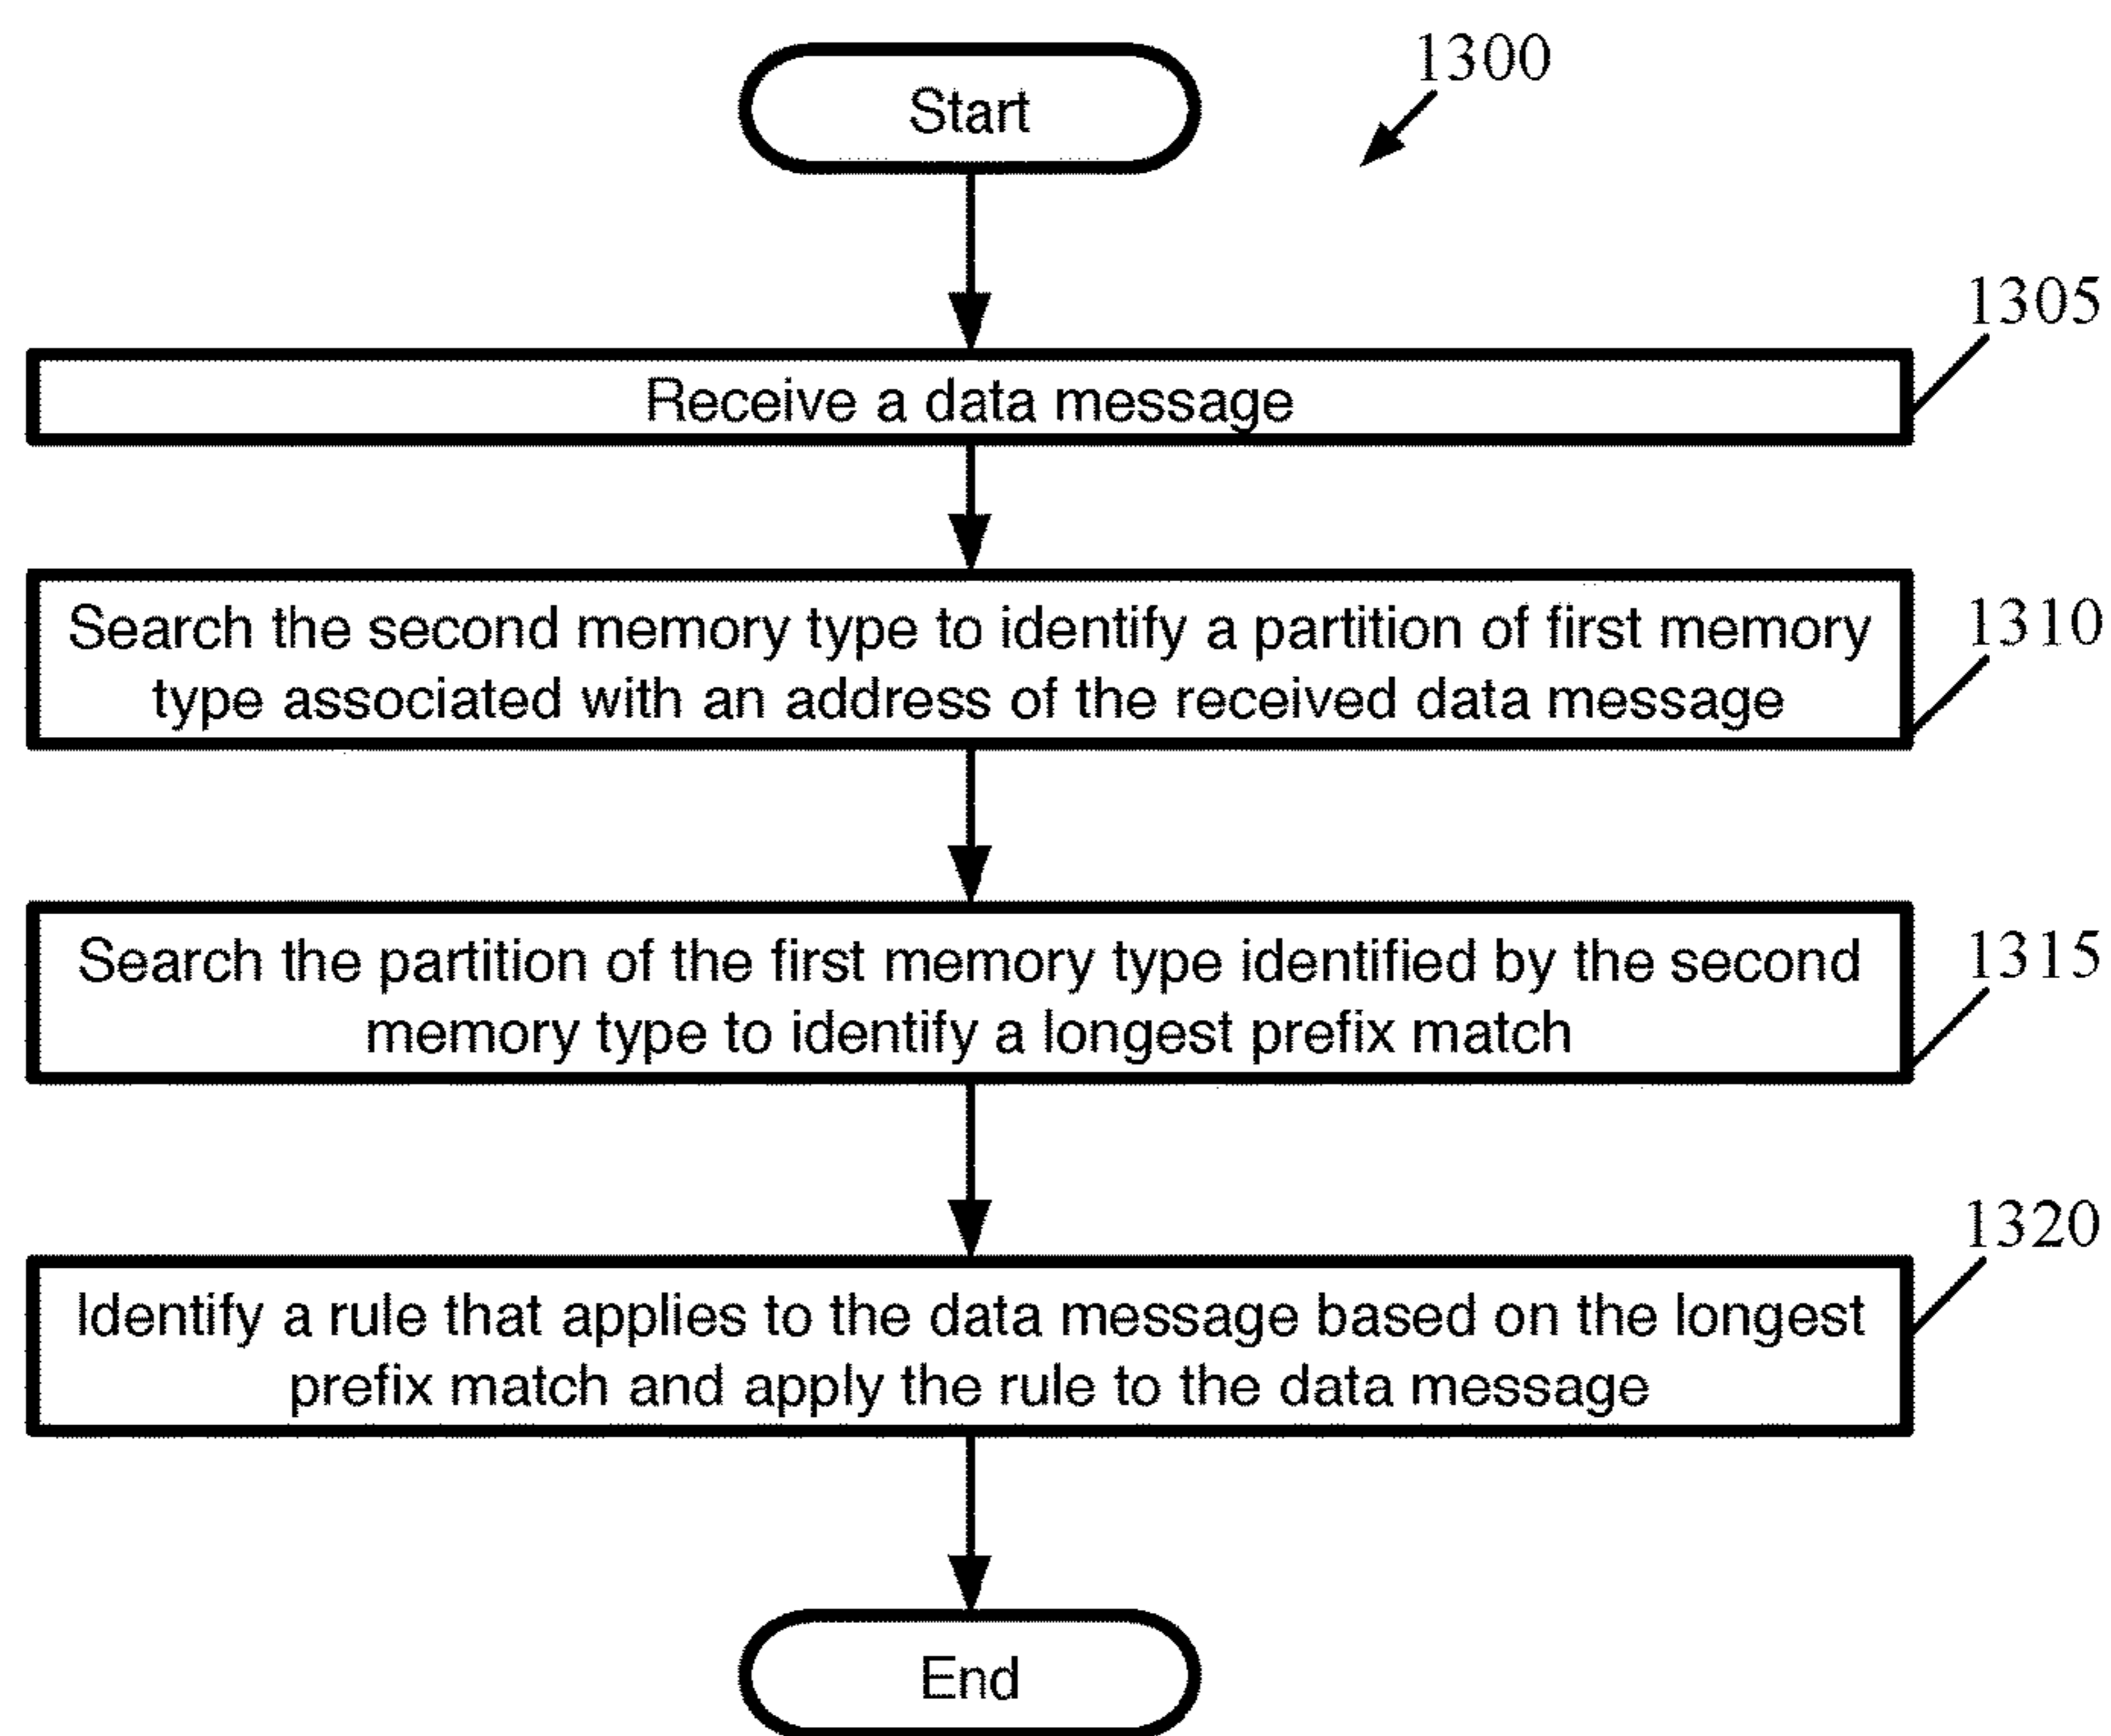 1300
Start
1305
Receive a data message
1310
Search the second memory type to identify a partition of first memory
type associated with an address of the received data message
1315
Search the partition of the first memory type identified by the second
memory type to identify a longest prefix match
1320
Identify a rule that applies to the data message based on the longest
prefix match and apply the rule to the data message
End